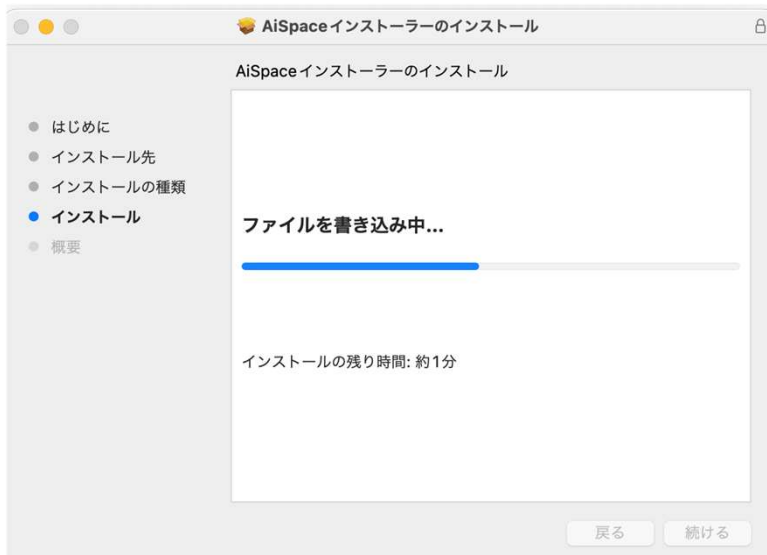 AiSpaceインストーラーのインストール
AiSpaceインストーラーのインストール
はじめに
インストール先
インストールの種類
インストール
概要
ファイルを書き込み中...
インストールの残り時間: 約1分
戻る
続ける